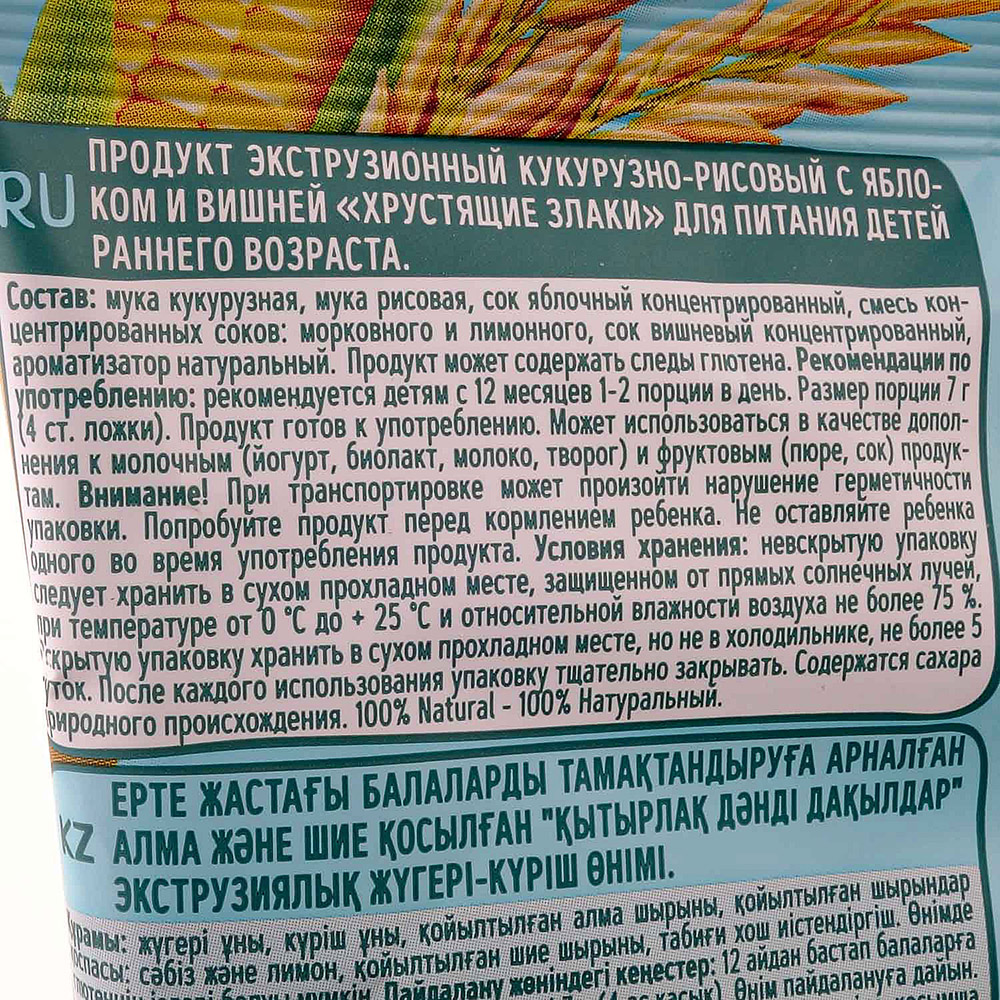 RU
ПРОДУКТ ЭКСТРУЗИОННЫЙ КУКУРУЗНО-РИСОВЫЙ С ЯБЛО-
КОМ И ВИШНЕЙ «ХРУСТЯЩИЕ ЗЛАКИ» ДЛЯ ПИТАНИЯ ДЕТЕЙ
РАННЕГО ВОЗРАСТА.
Состав: мука кукурузная, мука рисовая, сок яблочный концентрированный, смесь кон-
центрированных соков: морковного и лимонного, сок вишневый концентрированный,
ароматизатор натуральный. Продукт может содержать следы глютена. Рекомендации по
употреблению: рекомендуется детям с 12 месяцев 1-2 порции в день. Размер порции 7 г
(4 ст. ложки). Продукт готов к употреблению. Может использоваться в качестве допол-
нения к молочным (йогурт, биолакт, молоко, творог) и фруктовым (пюре, сок) продук-
там. Внимание! При транспортировке может произойти нарушение герметичности
упаковки. Попробуйте продукт перед кормлением ребенка. Не оставляйте ребенка
одного во время употребления продукта. Условия хранения: невскрытую упаковку
следует хранить в сухом прохладном месте, защищенном от прямых солнечных лучей,
при температуре от 0 °C до + 25 °C и относительной влажности воздуха не более 75 %.
скрытую упаковку хранить в сухом прохладном месте, но не в холодильнике, не более 5
уток. После каждого использования упаковку тщательно закрывать. Содержатся сахара
природного происхождения. 100% Natural - 100% Натуральный.
KZ
ЕРТЕ ЖАСТАҒЫ БАЛАЛАРДЫ ТАМАҚТАНДЫРУҒА АРНАЛҒАН
АЛМА ЖӘНЕ ШИЕ ҚОСЫЛҒАН "ҚЫТЫРЛАҚ ДӘНДІ ДАҚЫЛДАР"
ЭКСТРУЗИЯЛЫҚ ЖҮГЕРІ-КҮРІШ ӨНІМІ.
Құрамы: жүгері ұны, күріш ұны, қойылтылған алма шырыны, қойылтылған шырындар
қоспасы: сәбіз және лимон, қойылтылған шие шырыны, табиғи хош иістендіргіш. Өнімде
болуы мүмкін. Пайдалану жөніндегі кеңестер: 12 айдан бастап балаларға
Өнім пайдалануға дайын.